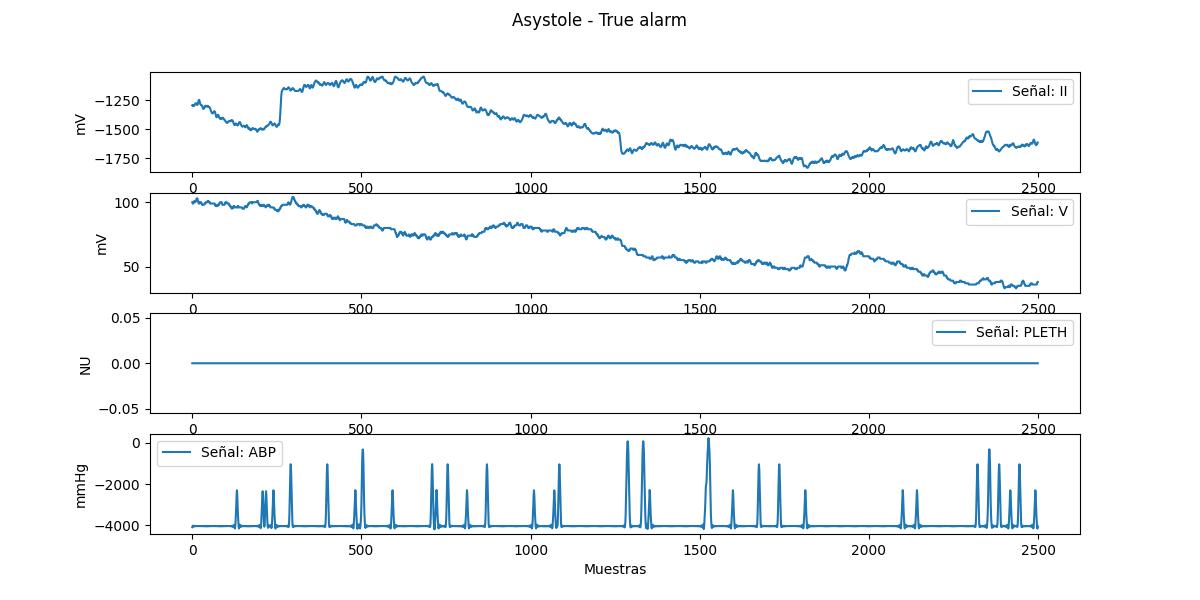 Asystole - True alarm
mV
−1250
−1500
−1750
Señal: II
0 500 1000 1500 2000 2500
mV
100
50
Señal: V
0 500 1000 1500 2000 2500
NU
0.05
0.00
−0.05
Señal: PLETH
0 500 1000 1500 2000 2500
mmHg
0
−2000
−4000
Señal: ABP
0 500 1000 1500 2000 2500
Muestras